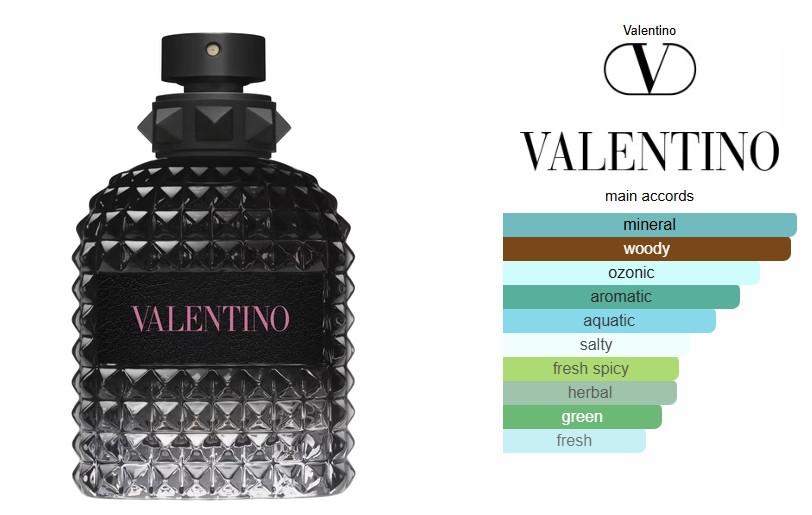 VALENTINO
Valentino
V
VALENTINO
main accords
mineral
woody
ozonic
aromatic
aquatic
salty
fresh spicy
herbal
green
fresh